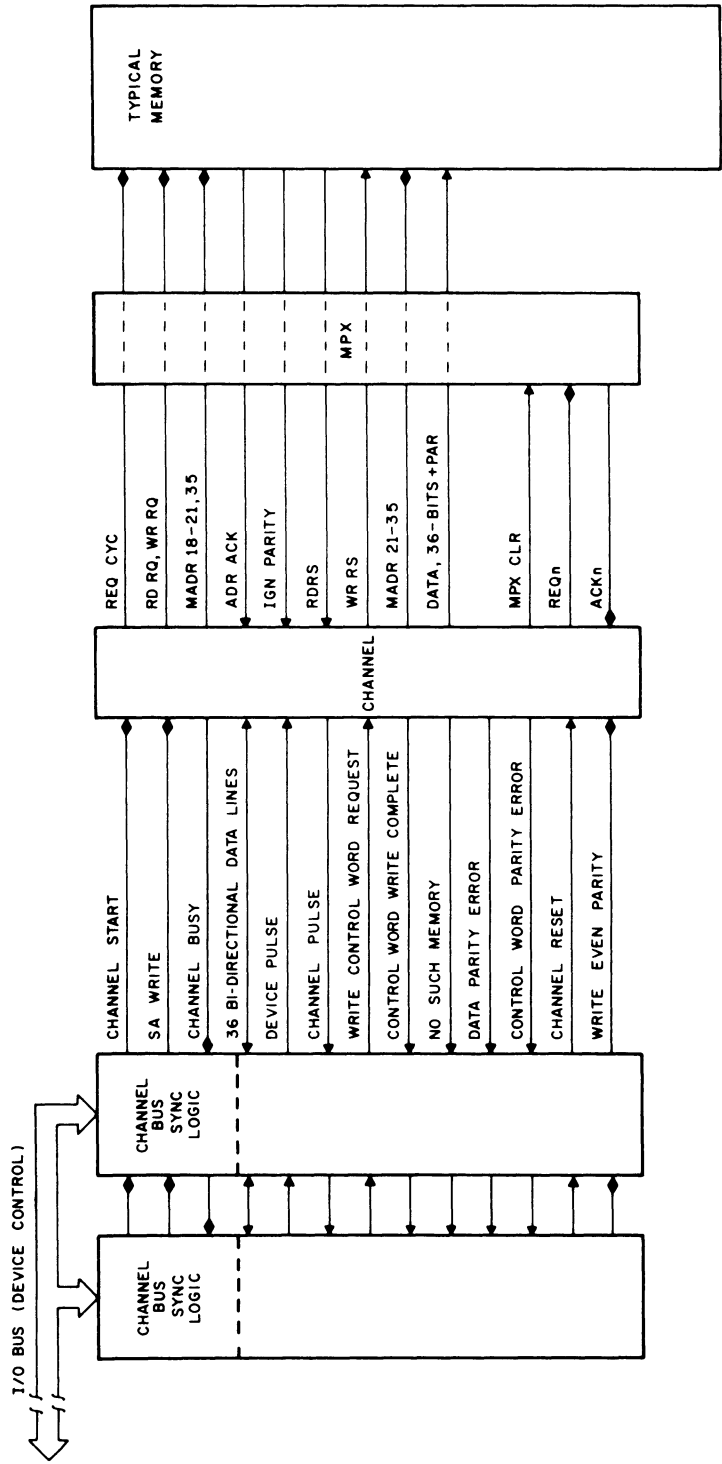 I/O BUS (DEVICE CONTROL)
CHANNEL
BUS
SYNC
LOGIC
CHANNEL
BUS
SYNC
LOGIC
CHANNEL START
SA WRITE
CHANNEL BUSY
36 BI-DIRECTIONAL DATA LINES
DEVICE PULSE
CHANNEL PULSE
WRITE CONTROL WORD REQUEST
CONTROL WORD WRITE COMPLETE
NO SUCH MEMORY
DATA PARITY ERROR
CONTROL WORD PARITY ERROR
CHANNEL RESET
WRITE EVEN PARITY
CHANNEL
REQ CYC
RD RQ, WR RQ
MADR 18-21,35
ADR ACK
IGN PARITY
RDRS
WR RS
MADR 21-35
DATA, 36-BITS+PAR
MPX CLR
REQn
ACKn
MPX
TYPICAL
MEMORY